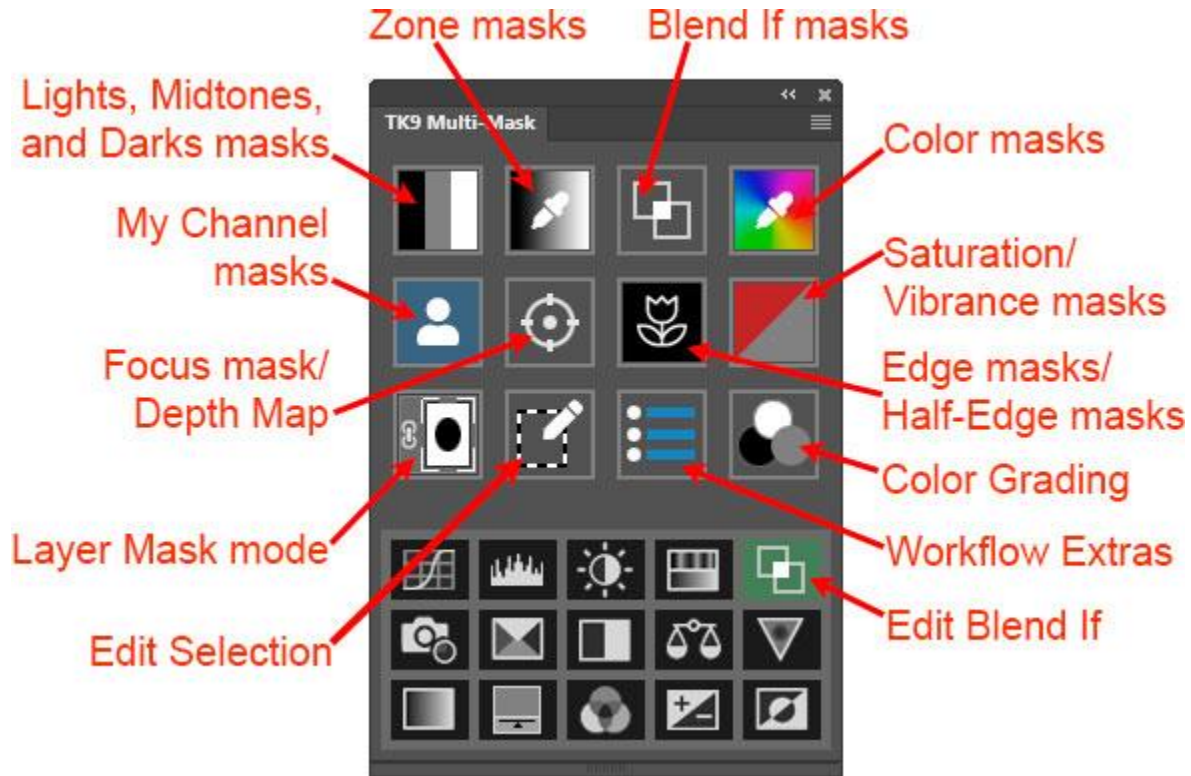 Zone masks
Blend If masks
Lights, Midtones,
and Darks masks
TK9 Multi-Mask
Color masks
My Channel
masks
Saturation/
Vibrance masks
Focus mask/
Depth Map
Edge masks/
Half-Edge masks
Color Grading
Layer Mask mode
Workflow Extras
Edit Selection
Edit Blend If